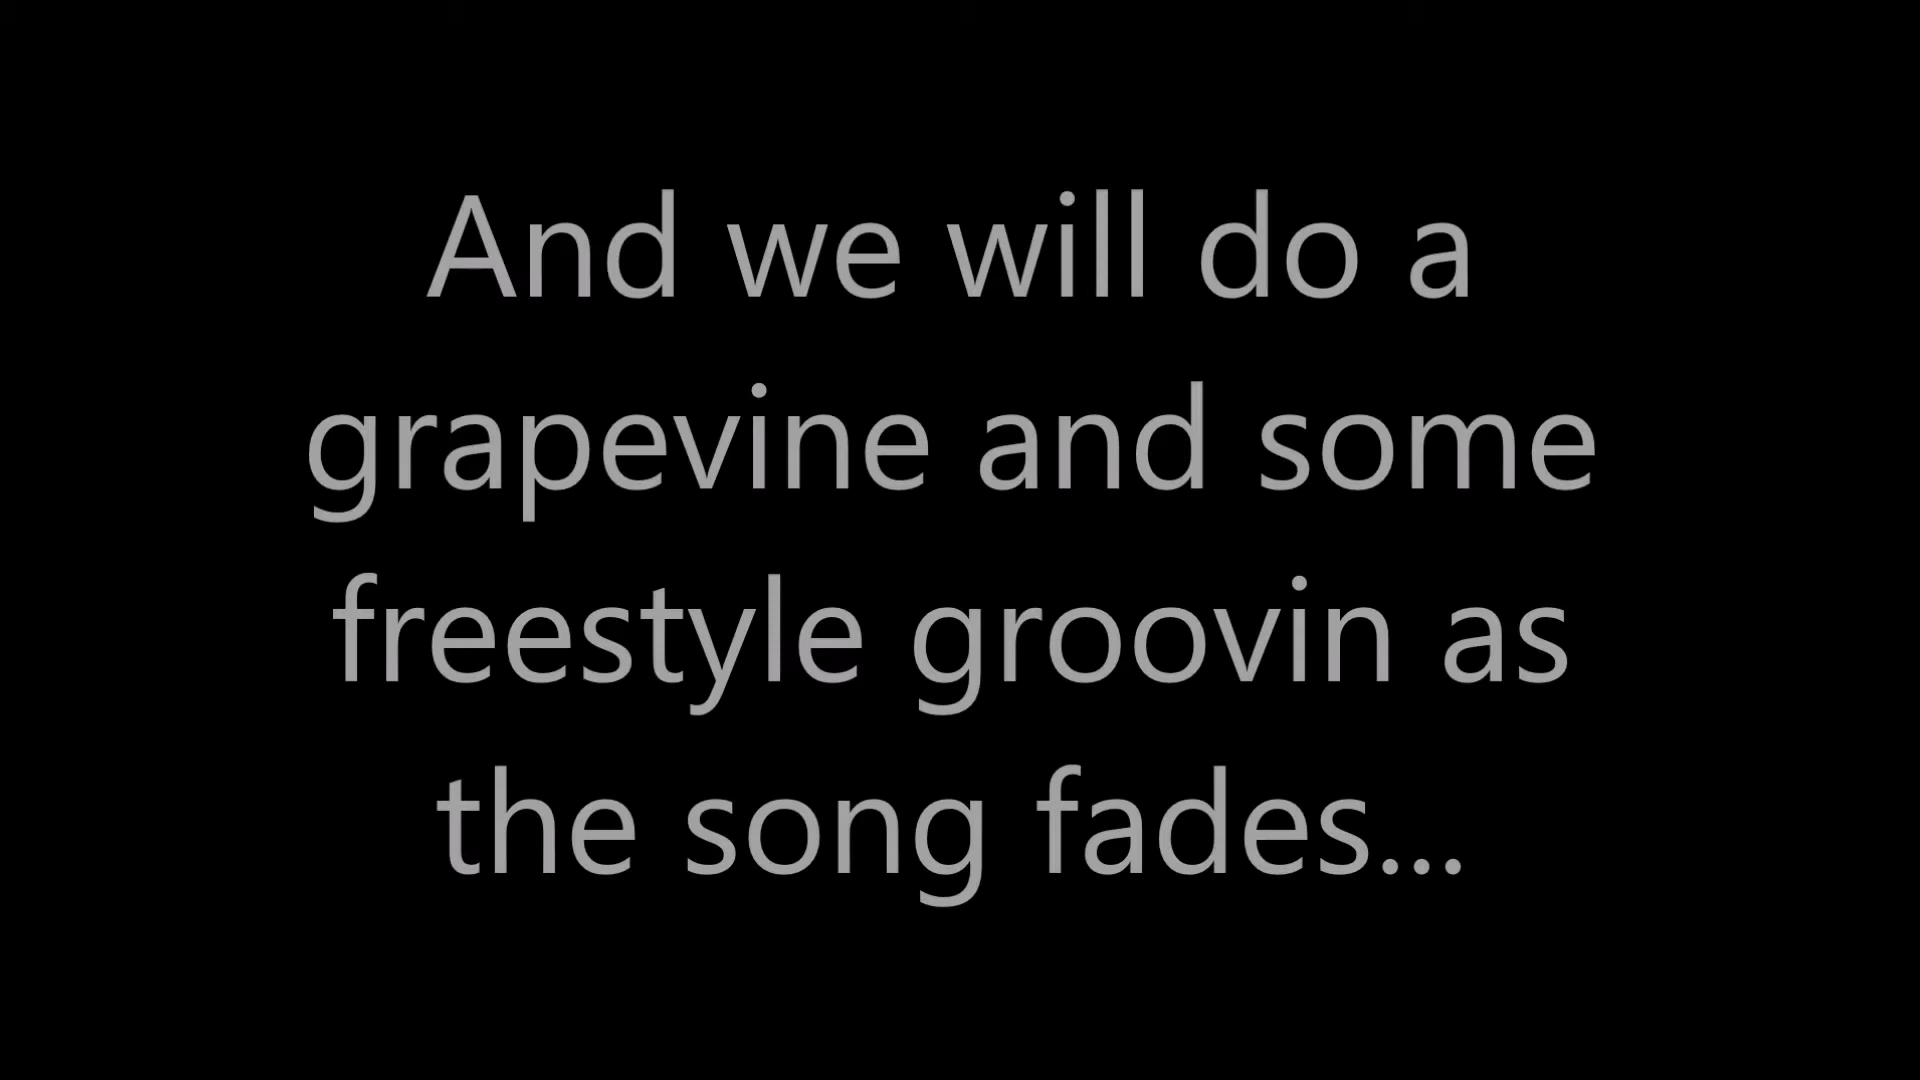 And we will do a
grapevine and some
freestyle groovin as
the song fades...